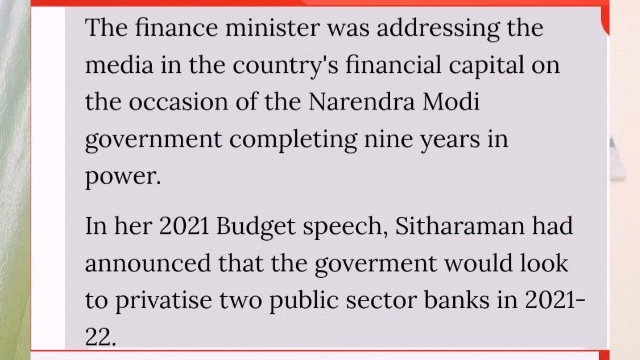 The finance minister was addressing the
media in the country's financial capital on
the occasion of the Narendra Modi
government completing nine years in
power.
In her 2021 Budget speech, Sitharaman had
announced that the goverment would look
to privatise two public sector banks in 2021-
22.